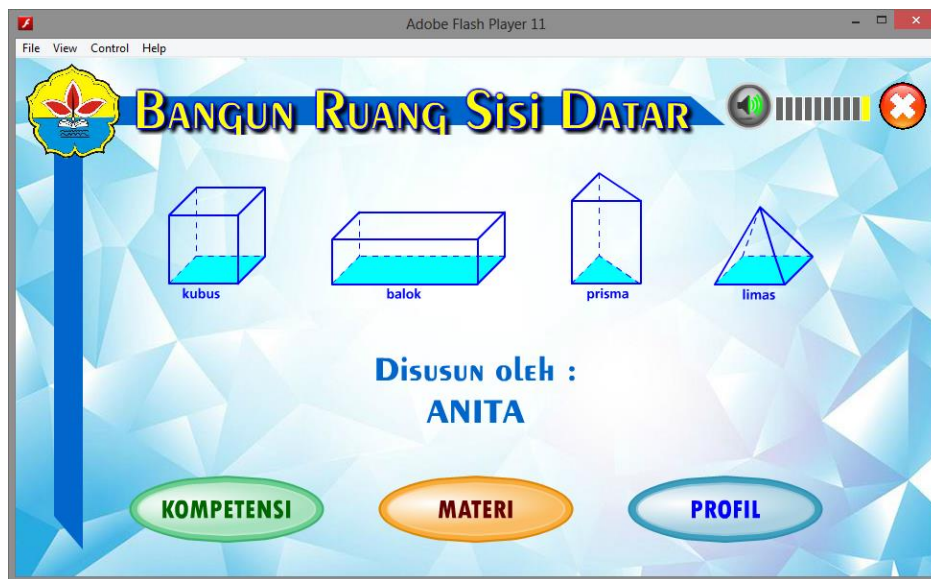 Adobe Flash Player 11
File View Control Help
Bangun Ruang Sisi Datar
kubus balok prisma limas
Disusun oleh :
ANITA
KOMPETENSI MATERI PROFIL